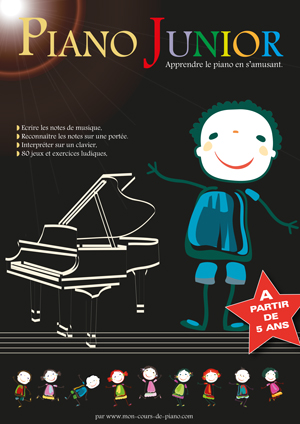 PIANO JUNIOR
Apprendre le piano en s'amusant.
Ecrire les notes de musique.
Reconnaitre les notes sur une portée.
Interpréter sur un clavier.
80 jeux et exercices ludiques.
A
PARTIR
DE
5 ANS
par www.mon-cours-de-piano.com